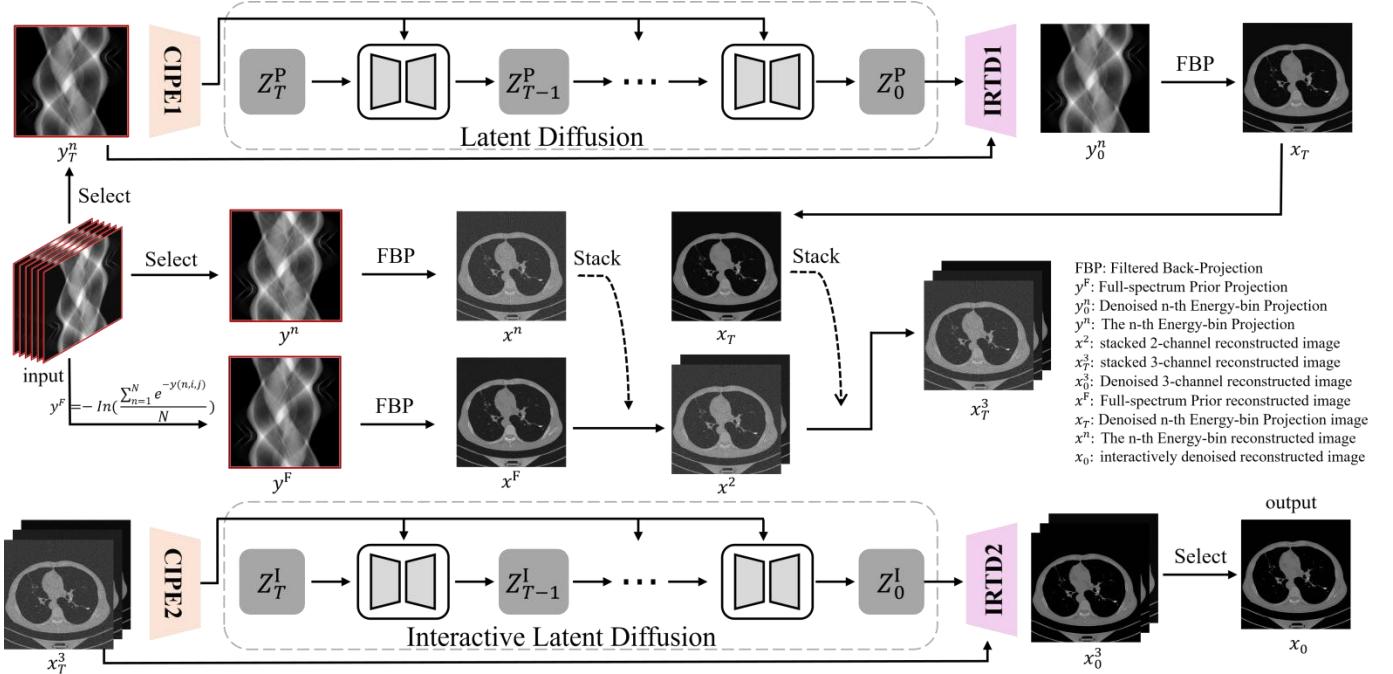 CIPE1
Z_T^P
Z_{T-1}^P
...
Z_0^P
IRTD1
Latent Diffusion
FBP
y_T^n
y_0^n
x_T
Select
Select
FBP
Stack
Stack
y^n
x^n
x_T
input
y^F = - In(\frac{\sum_{n=1}^{N} e^{-y(n,i,j)}}{N})
FBP
y^F
x^F
x^2
x_T^3
FBP: Filtered Back-Projection
y^F: Full-spectrum Prior Projection
y_0^n: Denoised n-th Energy-bin Projection
y^n: The n-th Energy-bin Projection
x^2: stacked 2-channel reconstructed image
x_T^3: stacked 3-channel reconstructed image
x_0^3: Denoised 3-channel reconstructed image
x^F: Full-spectrum Prior reconstructed image
x_T: Denoised n-th Energy-bin Projection image
x^n: The n-th Energy-bin reconstructed image
x_0: interactively denoised reconstructed image
CIPE2
Z_T^I
Z_{T-1}^I
...
Z_0^I
IRTD2
Interactive Latent Diffusion
Select
output
x_T^3
x_0^3
x_0